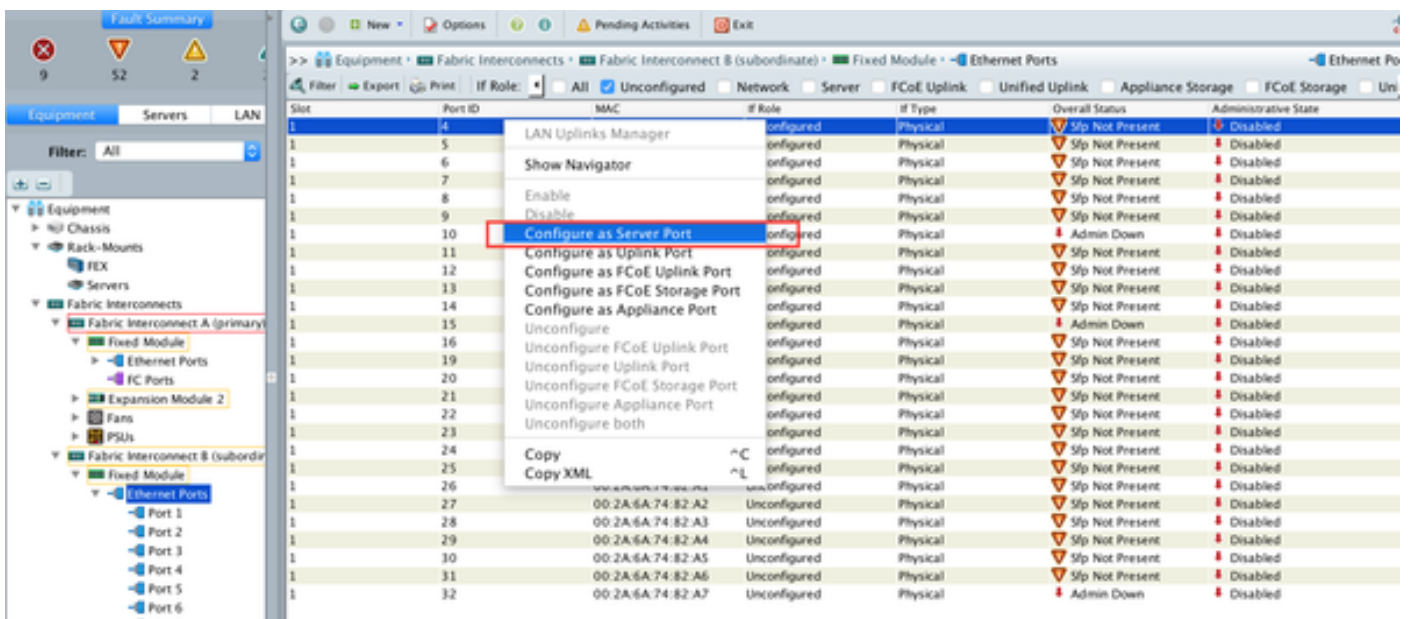 Fault Summary
9 52 2
Equipment Servers LAN
Filter: All
Equipment
Chassis
Rack-Mounts
FEX
Servers
Fabric Interconnects
Fabric Interconnect A (primary)
Fixed Module
Ethernet Ports
FC Ports
Expansion Module 2
Fans
PSUs
Fabric Interconnect B (subordin
Fixed Module
Ethernet Ports
Port 1
Port 2
Port 3
Port 4
Port 5
Port 6
New Options Pending Activities Exit
>> Equipment Fabric Interconnects Fabric Interconnect B (subordinate) Fixed Module Ethernet Ports Ethernet Po
Filter Export Print If Role: All Unconfigured Network Server FCoE Uplink Unified Uplink Appliance Storage FCoE Storage Uni
Slot Port ID MAC If Role If Type Overall Status Administrative State
1 4 onfigured Physical Sfp Not Present Disabled
1 5 onfigured Physical Sfp Not Present Disabled
1 6 onfigured Physical Sfp Not Present Disabled
1 7 onfigured Physical Sfp Not Present Disabled
1 8 onfigured Physical Sfp Not Present Disabled
1 9 onfigured Physical Sfp Not Present Disabled
1 10 onfigured Physical Admin Down Disabled
1 11 onfigured Physical Sfp Not Present Disabled
1 12 onfigured Physical Sfp Not Present Disabled
1 13 onfigured Physical Sfp Not Present Disabled
1 14 onfigured Physical Sfp Not Present Disabled
1 15 onfigured Physical Admin Down Disabled
1 16 onfigured Physical Sfp Not Present Disabled
1 19 onfigured Physical Sfp Not Present Disabled
1 20 onfigured Physical Sfp Not Present Disabled
1 21 onfigured Physical Sfp Not Present Disabled
1 22 onfigured Physical Sfp Not Present Disabled
1 23 onfigured Physical Sfp Not Present Disabled
1 24 onfigured Physical Sfp Not Present Disabled
1 25 onfigured Physical Sfp Not Present Disabled
1 26 Unconfigured Physical Sfp Not Present Disabled
1 27 00:2A:6A:74:82:A2 Unconfigured Physical Sfp Not Present Disabled
1 28 00:2A:6A:74:82:A3 Unconfigured Physical Sfp Not Present Disabled
1 29 00:2A:6A:74:82:A4 Unconfigured Physical Sfp Not Present Disabled
1 30 00:2A:6A:74:82:A5 Unconfigured Physical Sfp Not Present Disabled
1 31 00:2A:6A:74:82:A6 Unconfigured Physical Sfp Not Present Disabled
1 32 00:2A:6A:74:82:A7 Unconfigured Physical Admin Down Disabled
LAN Uplinks Manager
Show Navigator
Enable
Disable
Configure as Server Port
Configure as Uplink Port
Configure as FCoE Uplink Port
Configure as FCoE Storage Port
Configure as Appliance Port
Unconfigure
Unconfigure FCoE Uplink Port
Unconfigure Uplink Port
Unconfigure FCoE Storage Port
Unconfigure Appliance Port
Unconfigure both
Copy ^C
Copy XML ^L